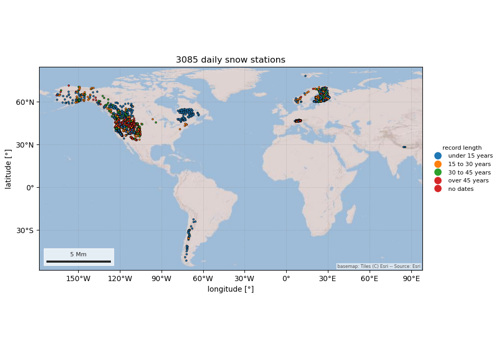 3085 daily snow stations
latitude [°]
60°N
30°N
0°
30°S
5 Mm
basemap: Tiles (C) Esri -- Source: Esri
150°W
120°W
90°W
60°W
30°W
0°
30°E
60°E
90°E
longitude [°]
record length
under 15 years
15 to 30 years
30 to 45 years
over 45 years
no dates